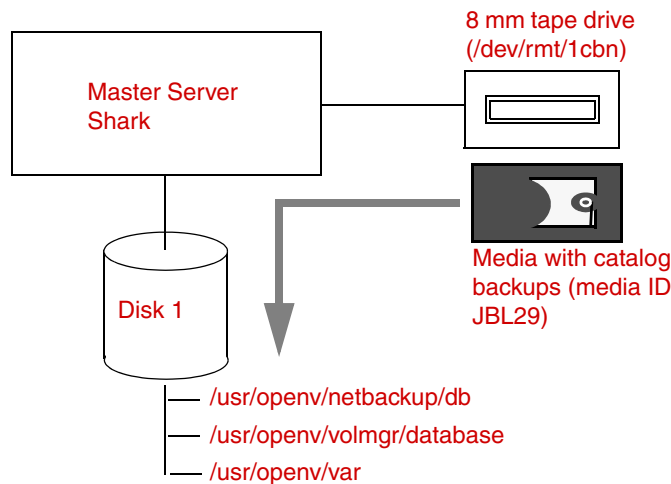 8 mm tape drive
(/dev/rmt/1cbn)
Master Server
Shark
Media with catalog
backups (media ID
JBL29)
Disk 1
/usr/openv/netbackup/db
/usr/openv/volmgr/database
/usr/openv/var